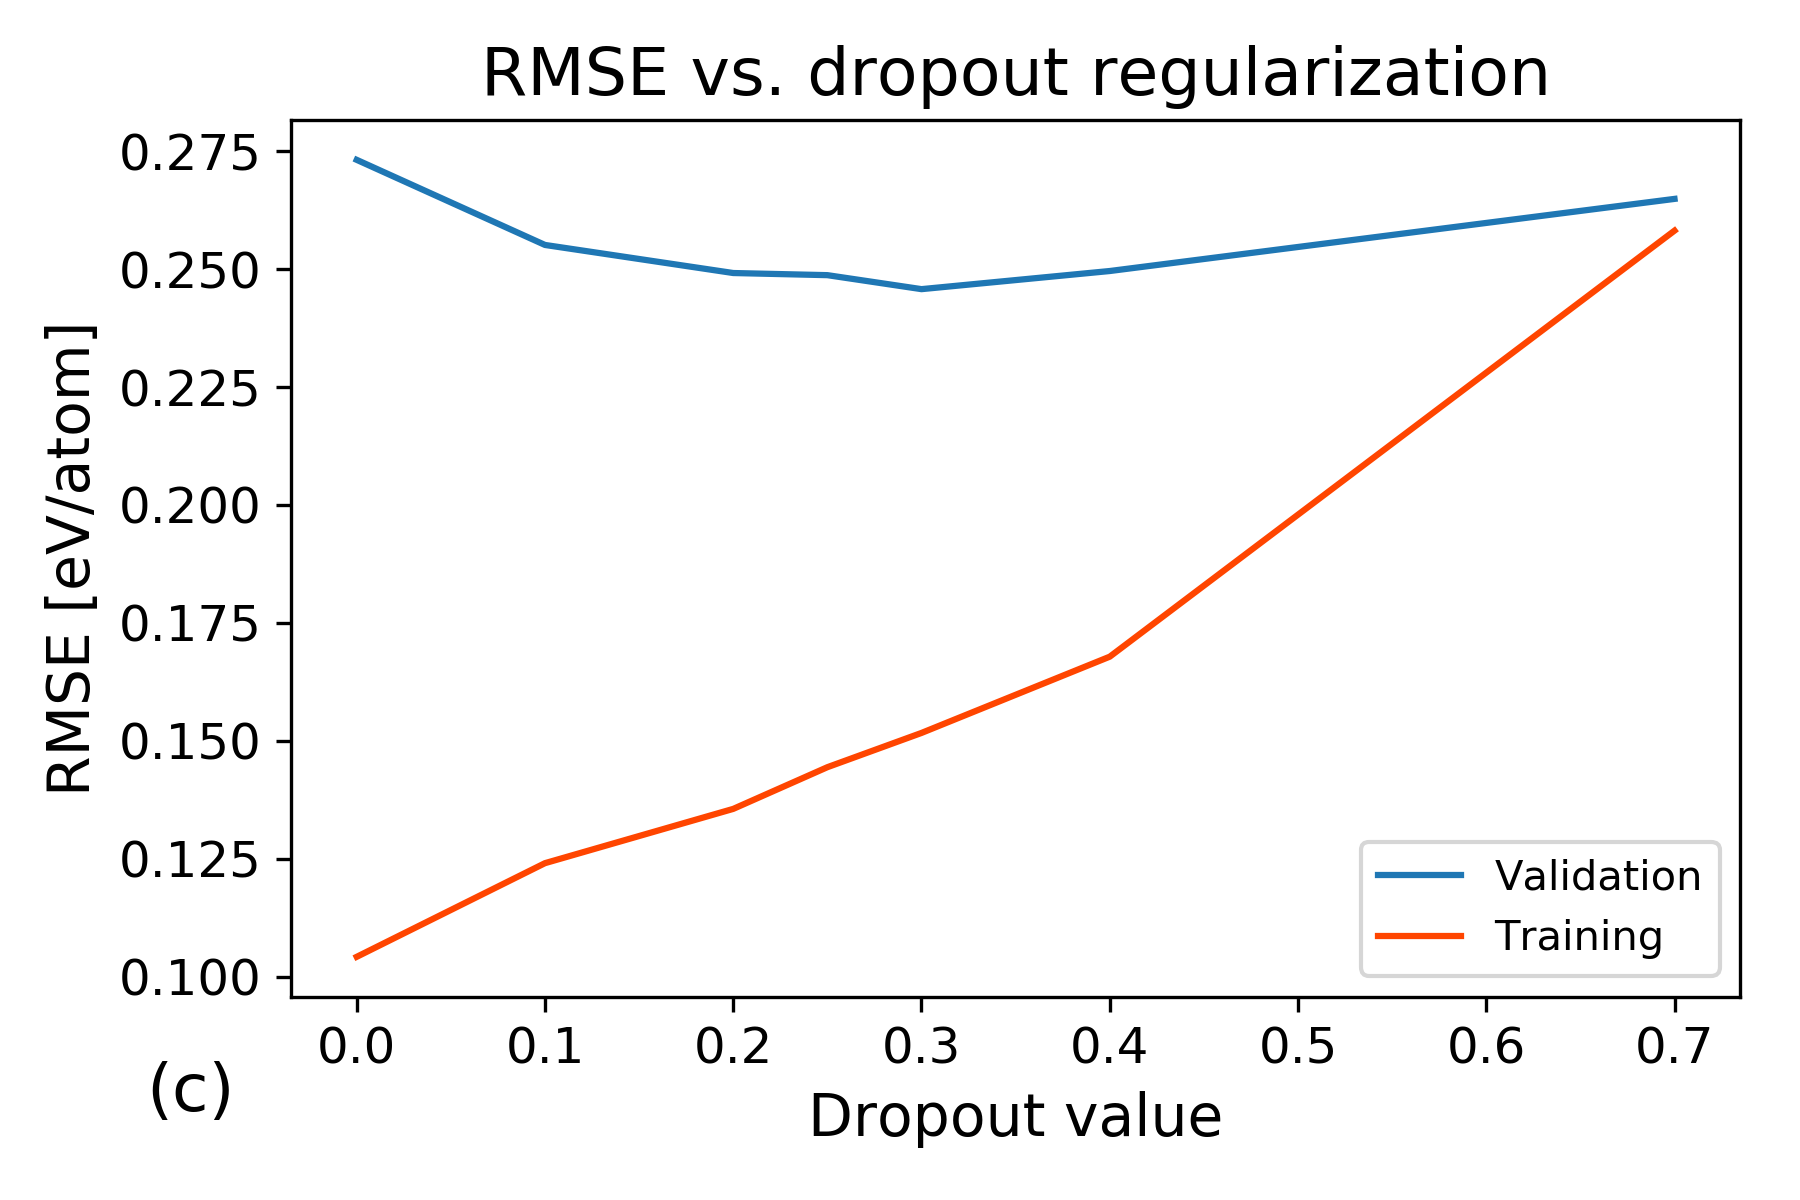 RMSE vs. dropout regularization
RMSE [eV/atom]
0.275
0.250
0.225
0.200
0.175
0.150
0.125
0.100
Validation
Training
0.0 0.1 0.2 0.3 0.4 0.5 0.6 0.7
(c)
Dropout value